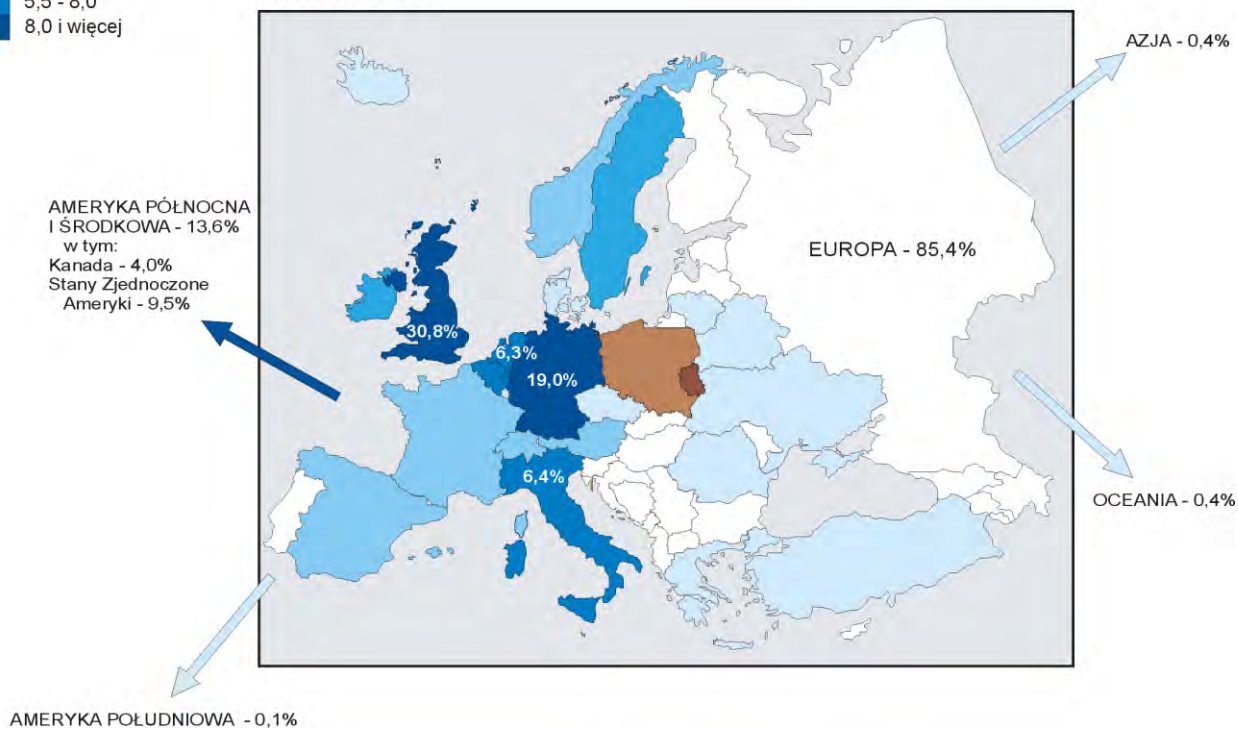 5,5 - 8,0
8,0 i więcej
AZJA - 0,4%
AMERYKA PÓŁNOCNA
I ŚRODKOWA - 13,6%
w tym:
Kanada - 4,0%
Stany Zjednoczone
Ameryki - 9,5%
EUROPA - 85,4%
30,8%
6,3%
19,0%
6,4%
OCEANIA - 0,4%
AMERYKA POŁUDNIOWA - 0,1%